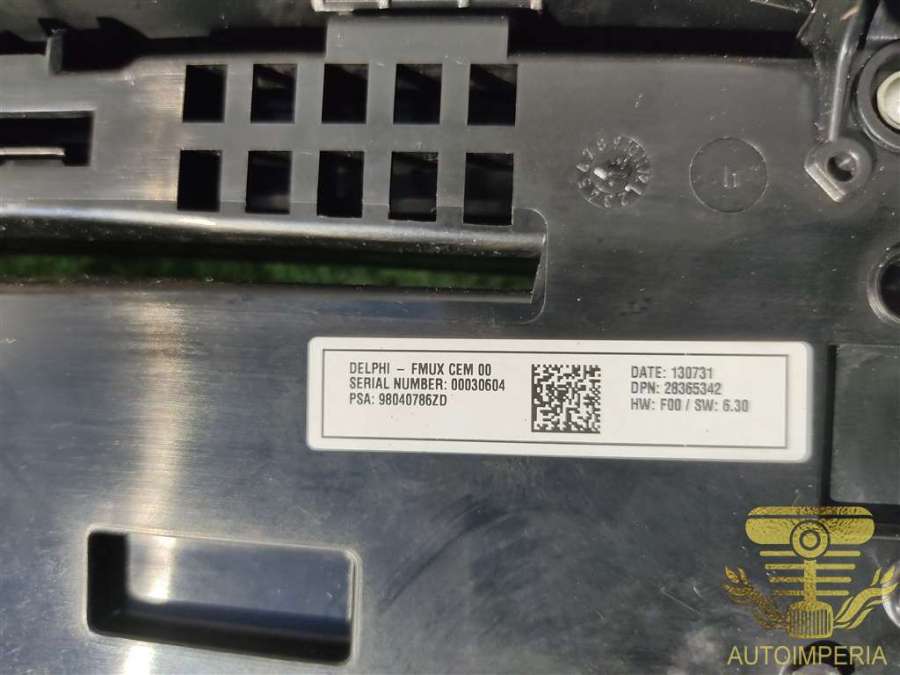 DELPHI – FMUX CEM 00
SERIAL NUMBER: 00030604
PSA: 98040786ZD
DATE: 130731
DPN: 28365342
HW: F00 / SW: 6.30
AUTOIMPERIA